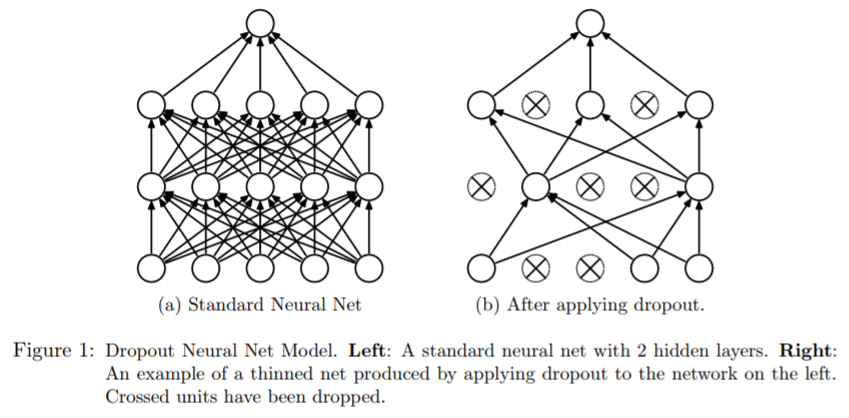 (a) Standard Neural Net
(b) After applying dropout.
Figure 1: Dropout Neural Net Model. Left: A standard neural net with 2 hidden layers. Right:
An example of a thinned net produced by applying dropout to the network on the left.
Crossed units have been dropped.